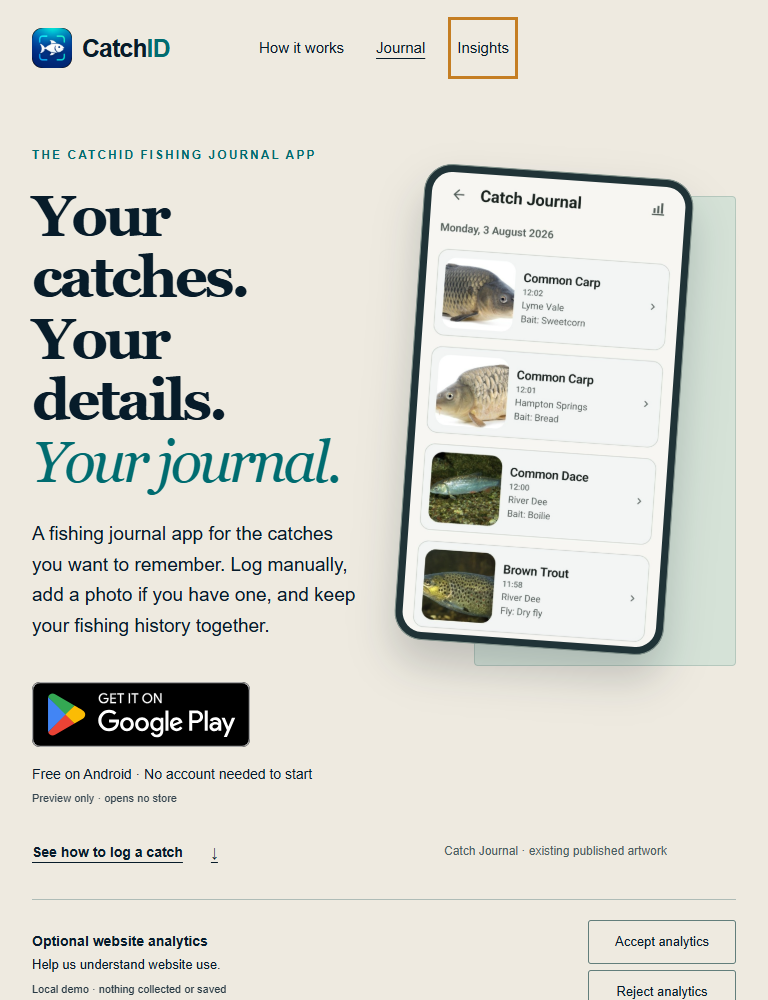 CatchID
How it works
Journal
Insights
THE CATCHID FISHING JOURNAL APP
Your
catches.
Your
details.
Your journal.
A fishing journal app for the catches
you want to remember. Log manually,
add a photo if you have one, and keep
your fishing history together.
GET IT ON
Google Play
Free on Android · No account needed to start
Preview only · opens no store
See how to log a catch ↓
Catch Journal
Monday, 3 August 2026
Common Carp
12:02
Lyme Vale
Bait: Sweetcorn
Common Carp
12:01
Hampton Springs
Bait: Bread
Common Dace
12:00
River Dee
Bait: Boilie
Brown Trout
11:58
River Dee
Fly: Dry fly
Catch Journal · existing published artwork
Optional website analytics
Help us understand website use.
Local demo · nothing collected or saved
Accept analytics
Reject analytics